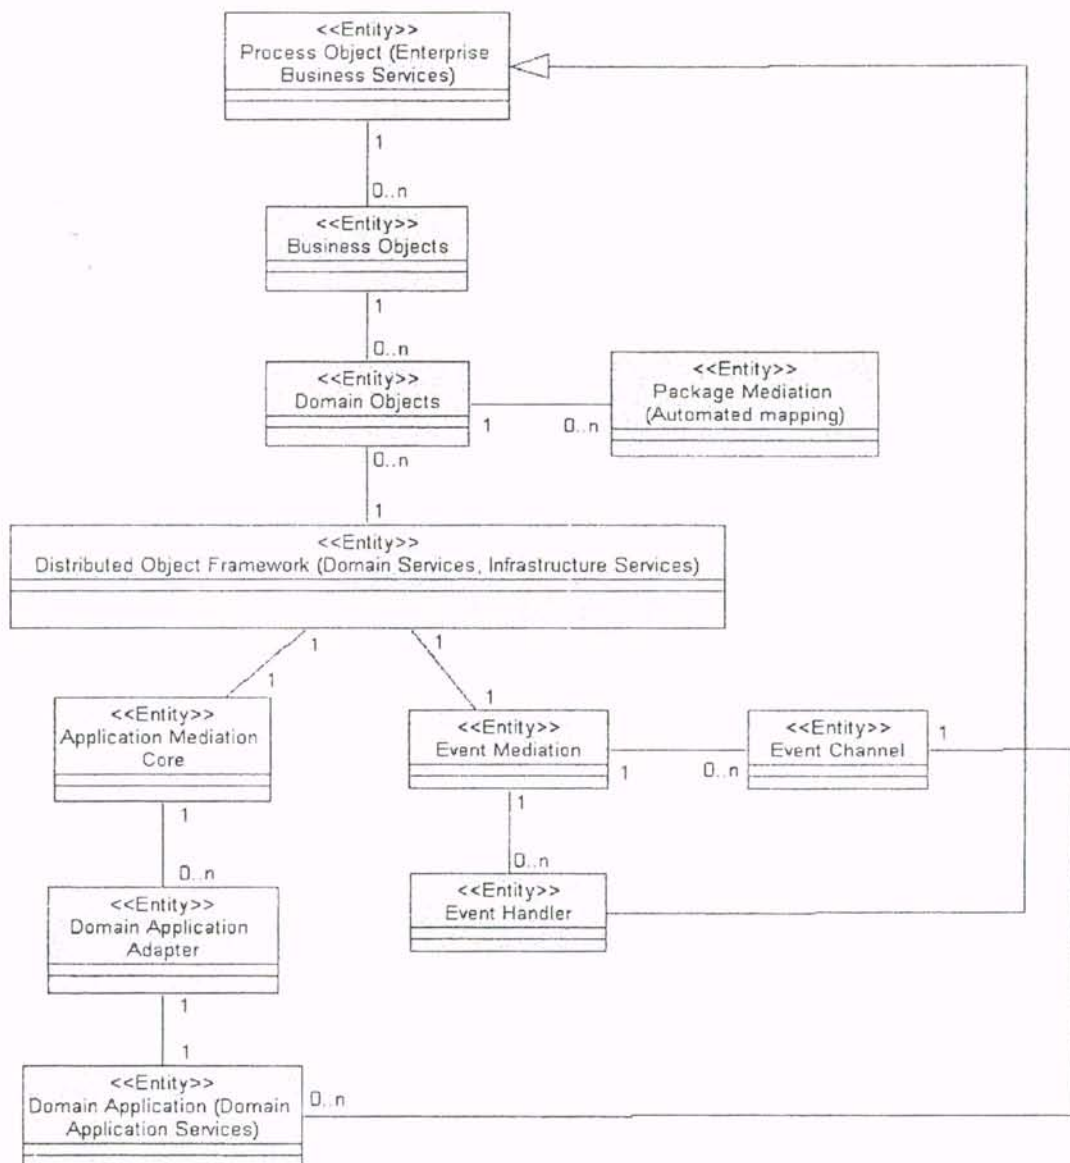 <<Entity>>
Process Object (Enterprise
Business Services)
1
0..n
<<Entity>>
Business Objects
1
0..n
<<Entity>>
Domain Objects
1
0..n
<<Entity>>
Package Mediation
(Automated mapping)
0..n
1
<<Entity>>
Distributed Object Framework (Domain Services, Infrastructure Services)
1
1
1
1
<<Entity>>
Application Mediation
Core
<<Entity>>
Event Mediation
1
0..n
<<Entity>>
Event Channel
1
1
1
0..n
0..n
<<Entity>>
Domain Application
Adapter
<<Entity>>
Event Handler
1
1
<<Entity>>
Domain Application (Domain
Application Services)
0..n